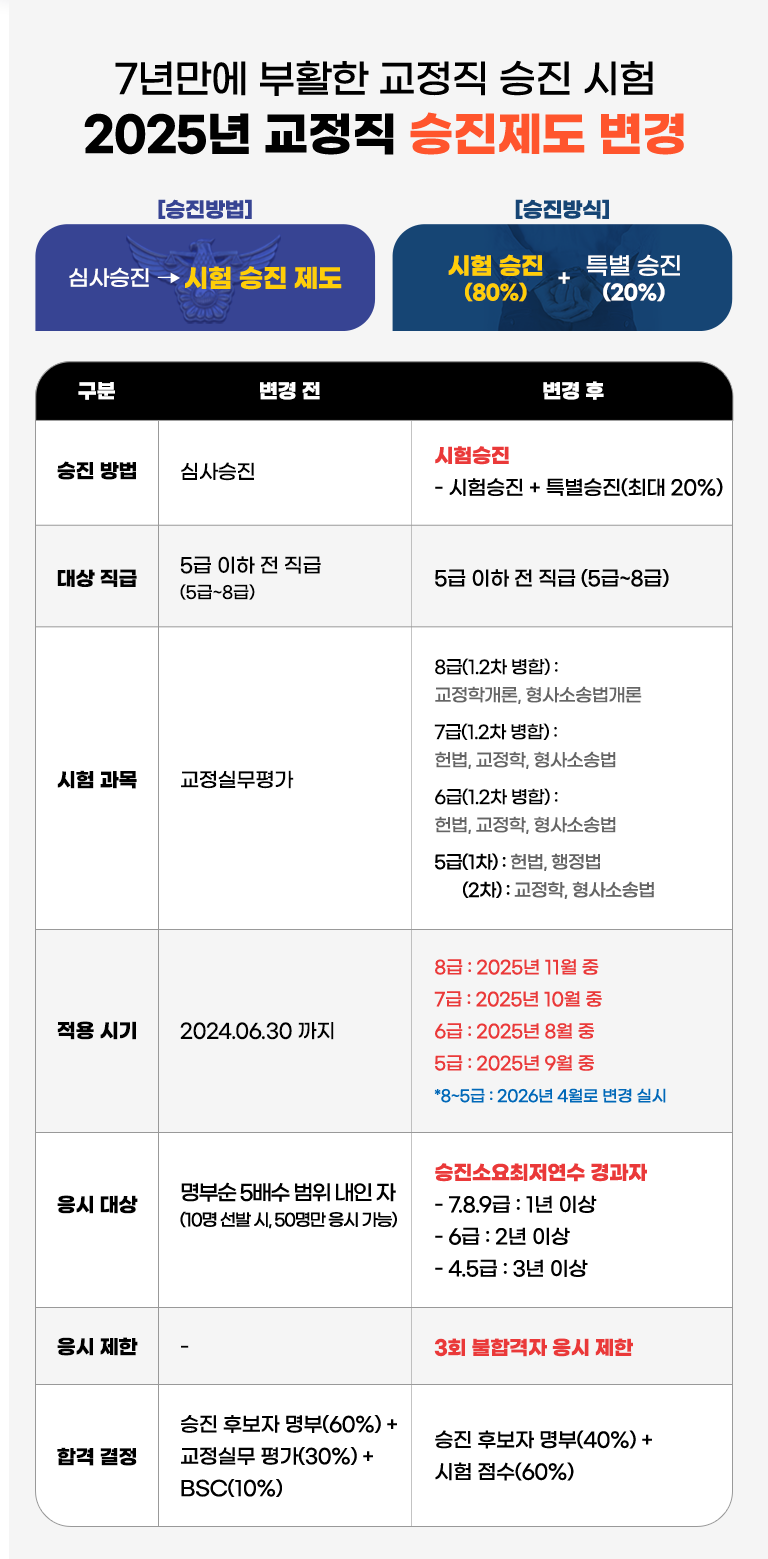 7년만에 부활한 교정직 승진 시험
2025년 교정직 승진제도 변경
[승진방법]
심사승진 → 시험 승진 제도
[승진방식]
시험 승진 + 특별 승진
(80%) (20%)
구분 변경 전 변경 후
승진 방법
심사승진
시험승진
- 시험승진 + 특별승진(최대 20%)
대상 직급
5급 이하 전 직급
(5급~8급)
5급 이하 전 직급 (5급~8급)
시험 과목
교정실무평가
8급(1.2차 병합) :
교정학개론, 형사소송법개론
7급(1.2차 병합) :
헌법, 교정학, 형사소송법
6급(1.2차 병합) :
헌법, 교정학, 형사소송법
5급(1차) : 헌법, 행정법
(2차) : 교정학, 형사소송법
적용 시기
2024.06.30 까지
8급 : 2025년 11월 중
7급 : 2025년 10월 중
6급 : 2025년 8월 중
5급 : 2025년 9월 중
*8~5급 : 2026년 4월로 변경 실시
응시 대상
명부순 5배수 범위 내인 자
(10명 선발 시, 50명만 응시 가능)
승진소요최저연수 경과자
- 7.8.9급 : 1년 이상
- 6급 : 2년 이상
- 4.5급 : 3년 이상
응시 제한
-
3회 불합격자 응시 제한
합격 결정
승진 후보자 명부(60%) +
교정실무 평가(30%) +
BSC(10%)
승진 후보자 명부(40%) +
시험 점수(60%)